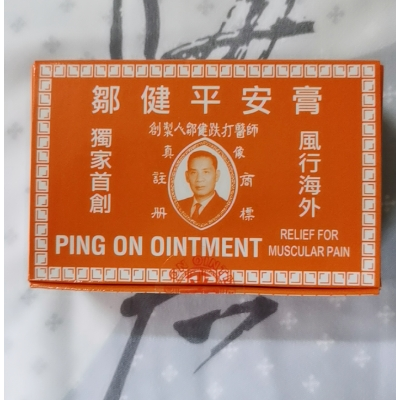 鄒健平安膏
師醫打跌健鄒人製創
獨家首創
真像
註冊
商標
風行海外
PING ON OINTMENT
RELIEF FOR
MUSCULAR PAIN